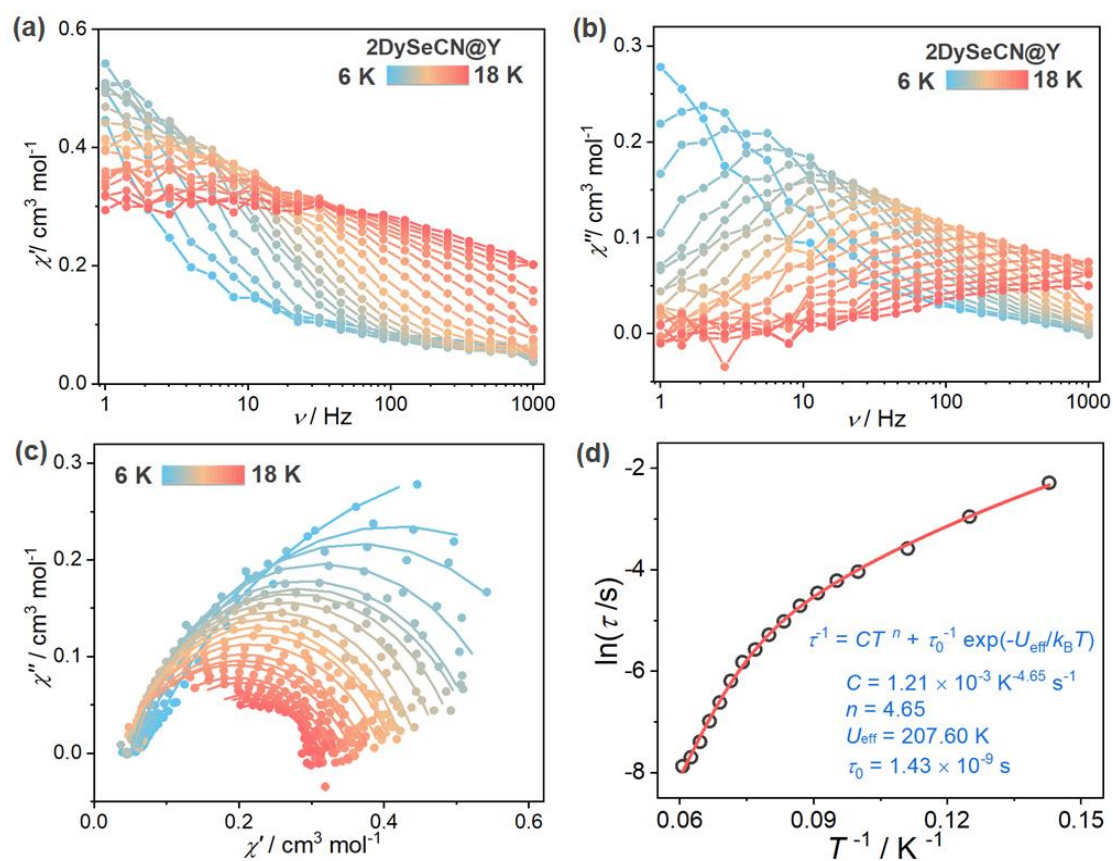 (a)
2DySeCN@Y
6 K 18 K
0.6
0.4
0.2
0.0
χ′/ cm³ mol⁻¹
1 10 100 1000
ν / Hz
(b)
2DySeCN@Y
6 K 18 K
0.3
0.2
0.1
0.0
χ″/ cm³ mol⁻¹
1 10 100 1000
ν / Hz
(c)
6 K 18 K
0.3
0.2
0.1
0.0
χ″/ cm³ mol⁻¹
0.0 0.2 0.4 0.6
χ′/ cm³ mol⁻¹
(d)
-2
-4
-6
-8
ln(τ /s)
τ⁻¹ = CT ⁿ + τ₀⁻¹ exp(-U_eff/k_BT)
C = 1.21 × 10⁻³ K⁻⁴·⁶⁵ s⁻¹
n = 4.65
U_eff = 207.60 K
τ₀ = 1.43 × 10⁻⁹ s
0.06 0.09 0.12 0.15
T ⁻¹ / K⁻¹